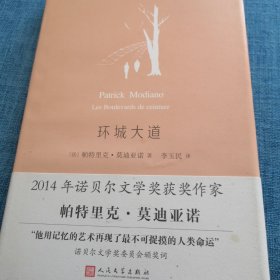 Patrick Modiano
Les Boulevards de ceinture
环城大道
〔法〕帕特里克·莫迪亚诺 著 李玉民 译
2014年诺贝尔文学奖获奖作家
帕特里克·莫迪亚诺
“他用记忆的艺术再现了最不可捉摸的人类命运”
诺贝尔文学奖委员会颁奖词
人民文学出版社